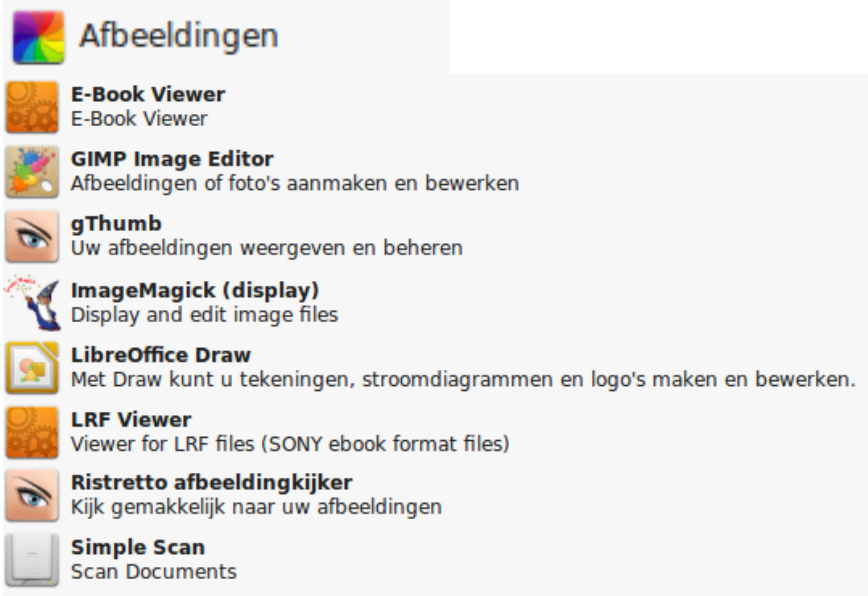 Afbeeldingen
E-Book Viewer
E-Book Viewer
GIMP Image Editor
Afbeeldingen of foto's aanmaken en bewerken
gThumb
Uw afbeeldingen weergeven en beheren
ImageMagick (display)
Display and edit image files
LibreOffice Draw
Met Draw kunt u tekeningen, stroomdiagrammen en logo's maken en bewerken.
LRF Viewer
Viewer for LRF files (SONY ebook format files)
Ristretto afbeeldingkijker
Kijk gemakkelijk naar uw afbeeldingen
Simple Scan
Scan Documents